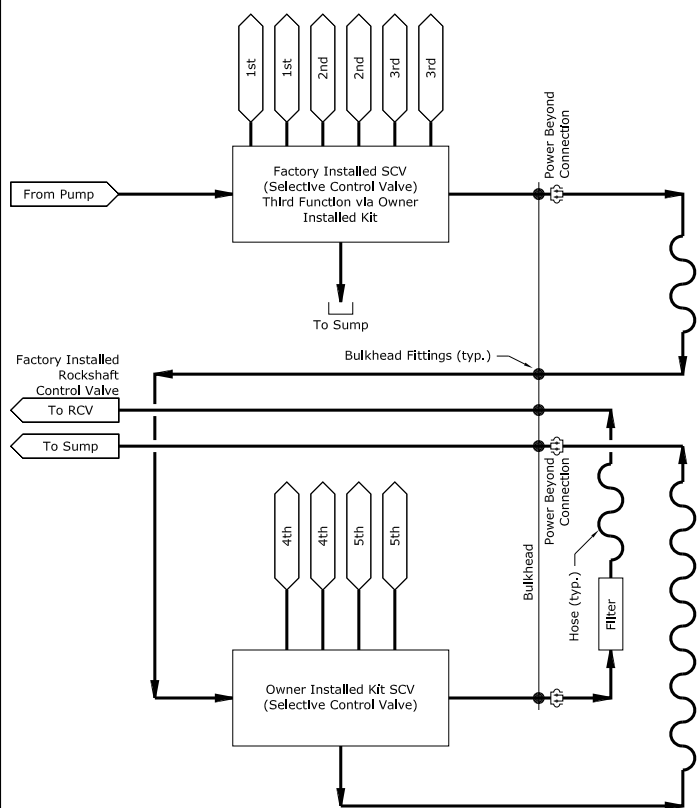 1st
1st
2nd
2nd
3rd
3rd
Power Beyond
Connection
From Pump
Factory Installed SCV
(Selective Control Valve)
Third Function via Owner
Installed Kit
To Sump
Bulkhead Fittings (typ.)
Factory Installed
Rockshaft
Control Valve
To RCV
To Sump
Power Beyond
Connection
4th
4th
5th
5th
Bulkhead
Hose (typ.)
Filter
Owner Installed Kit SCV
(Selective Control Valve)